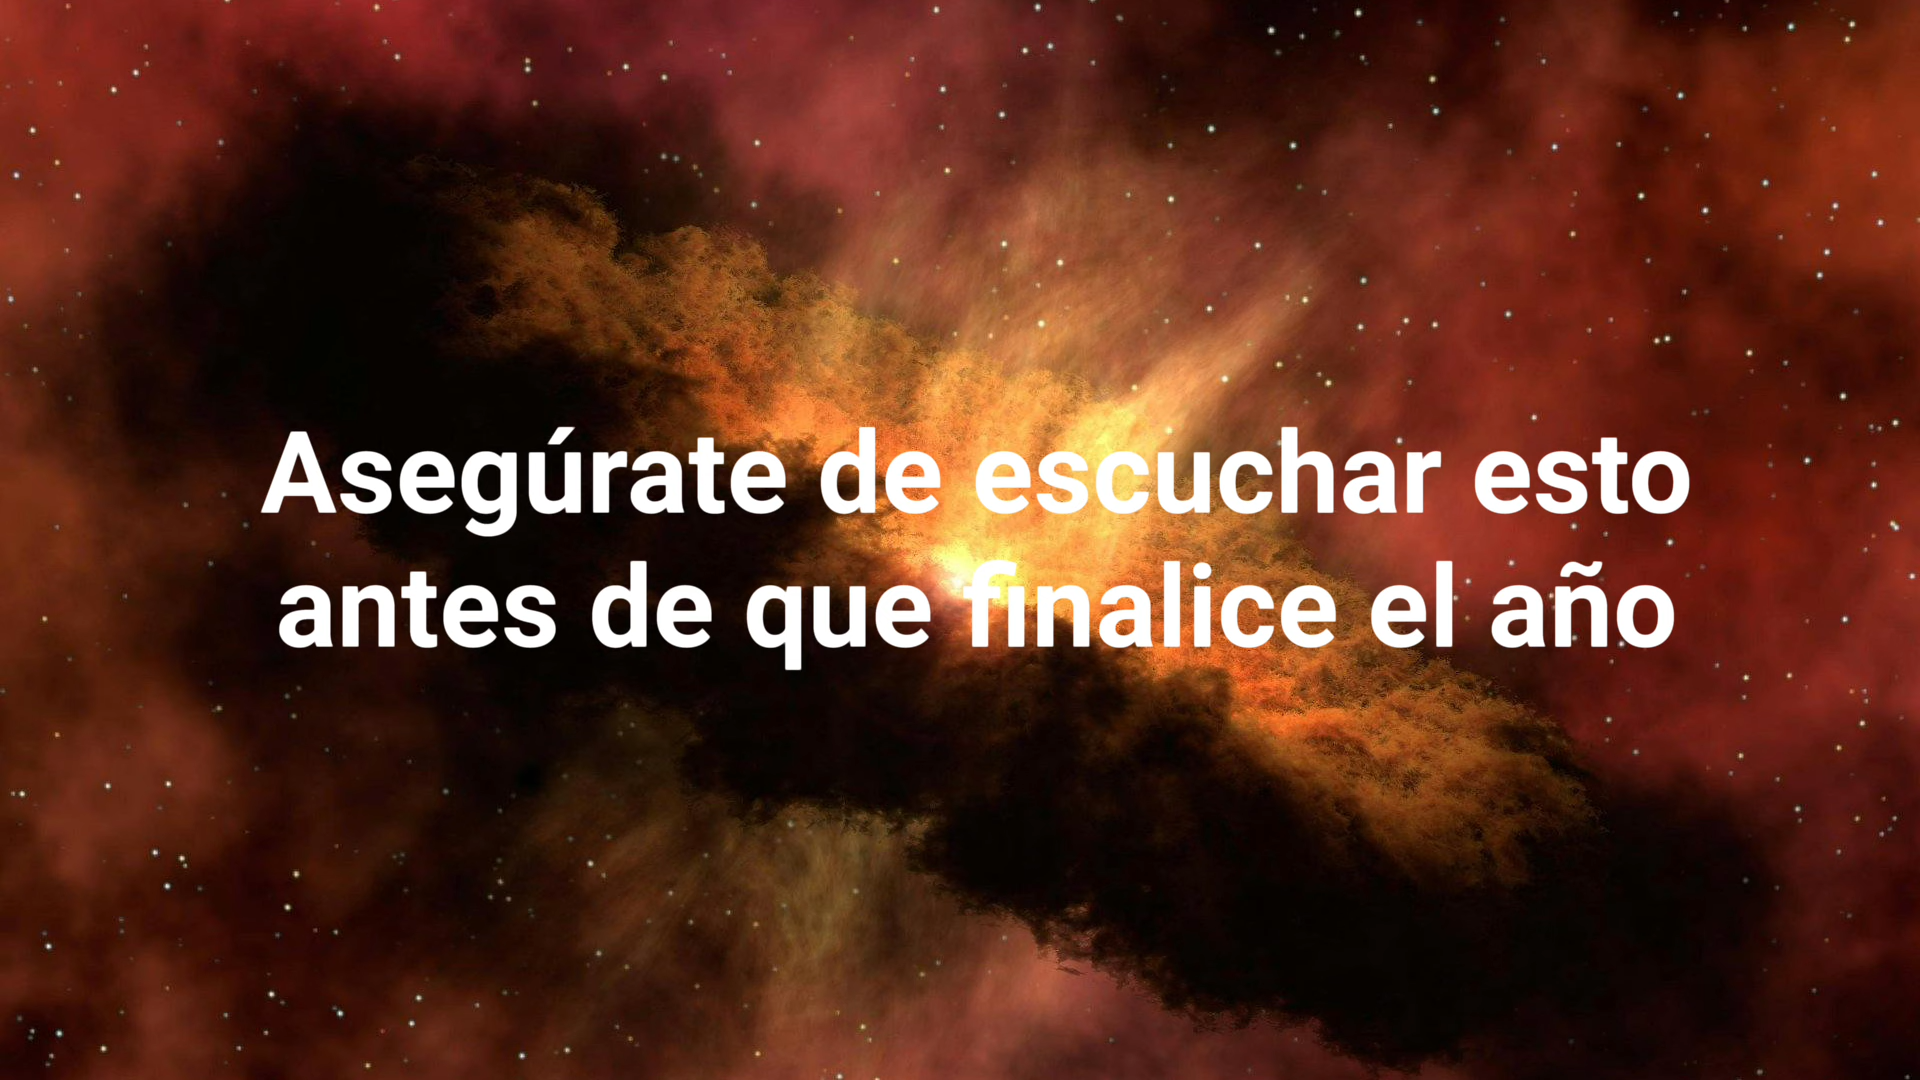 Asegúrate de escuchar esto
antes de que finalice el año